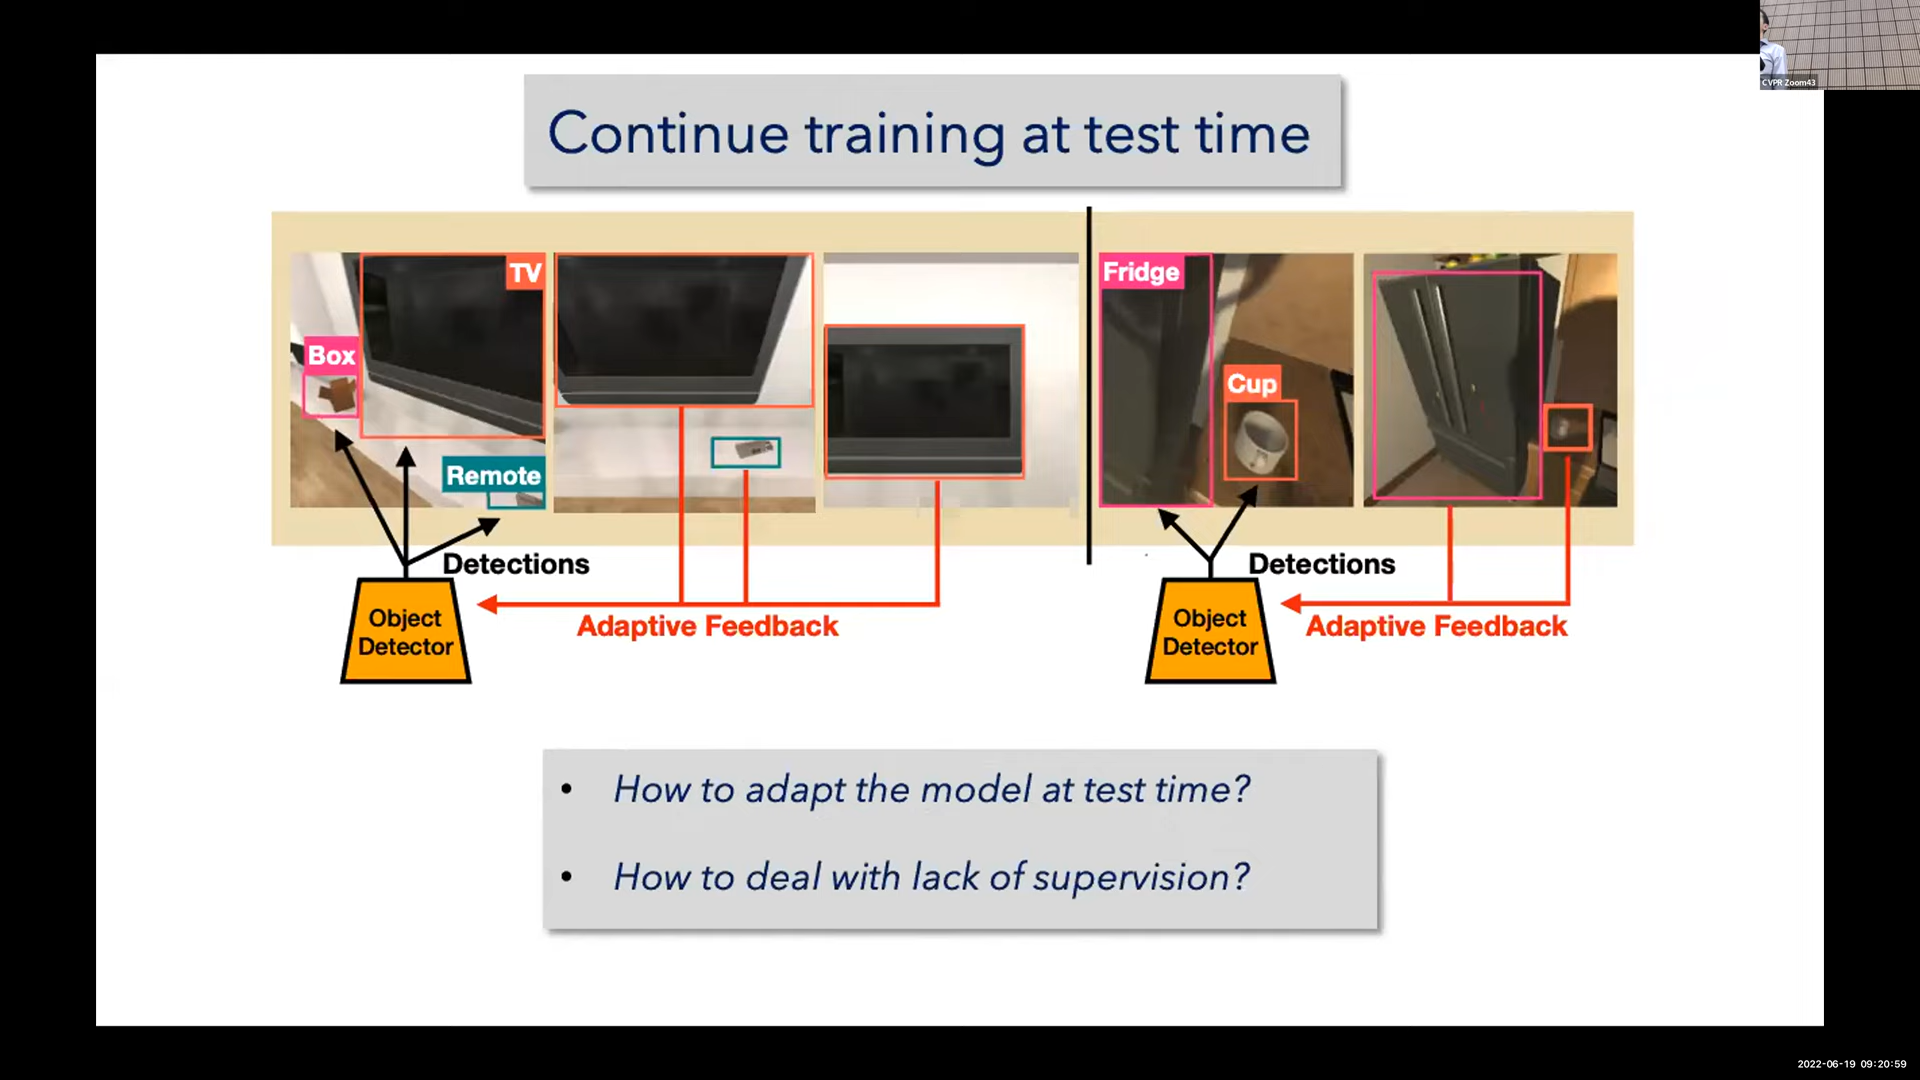 CVPR Zoom43
Continue training at test time
TV
Box
Remote
Fridge
Cup
Detections
Object
Detector
Adaptive Feedback
Detections
Object
Detector
Adaptive Feedback
• How to adapt the model at test time?
• How to deal with lack of supervision?
2022-06-19 09:20:59